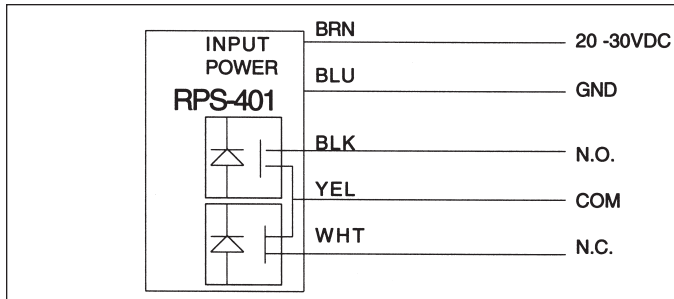 BRN
INPUT
POWER
20 -30VDC
BLU
GND
RPS-401
BLK
N.O.
YEL
COM
WHT
N.C.